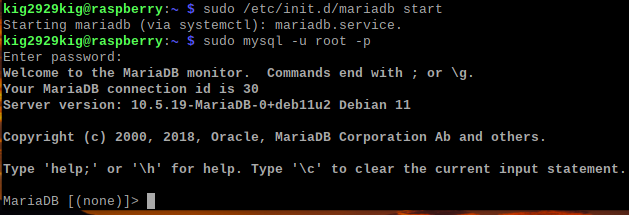 kig2929kig@raspberry:~ $ sudo /etc/init.d/mariadb start
Starting mariadb (via systemctl): mariadb.service.
kig2929kig@raspberry:~ $ sudo mysql -u root -p
Enter password:
Welcome to the MariaDB monitor.  Commands end with ; or \g.
Your MariaDB connection id is 30
Server version: 10.5.19-MariaDB-0+deb11u2 Debian 11
Copyright (c) 2000, 2018, Oracle, MariaDB Corporation Ab and others.
Type 'help;' or '\h' for help. Type '\c' to clear the current input statement.
MariaDB [(none)]>